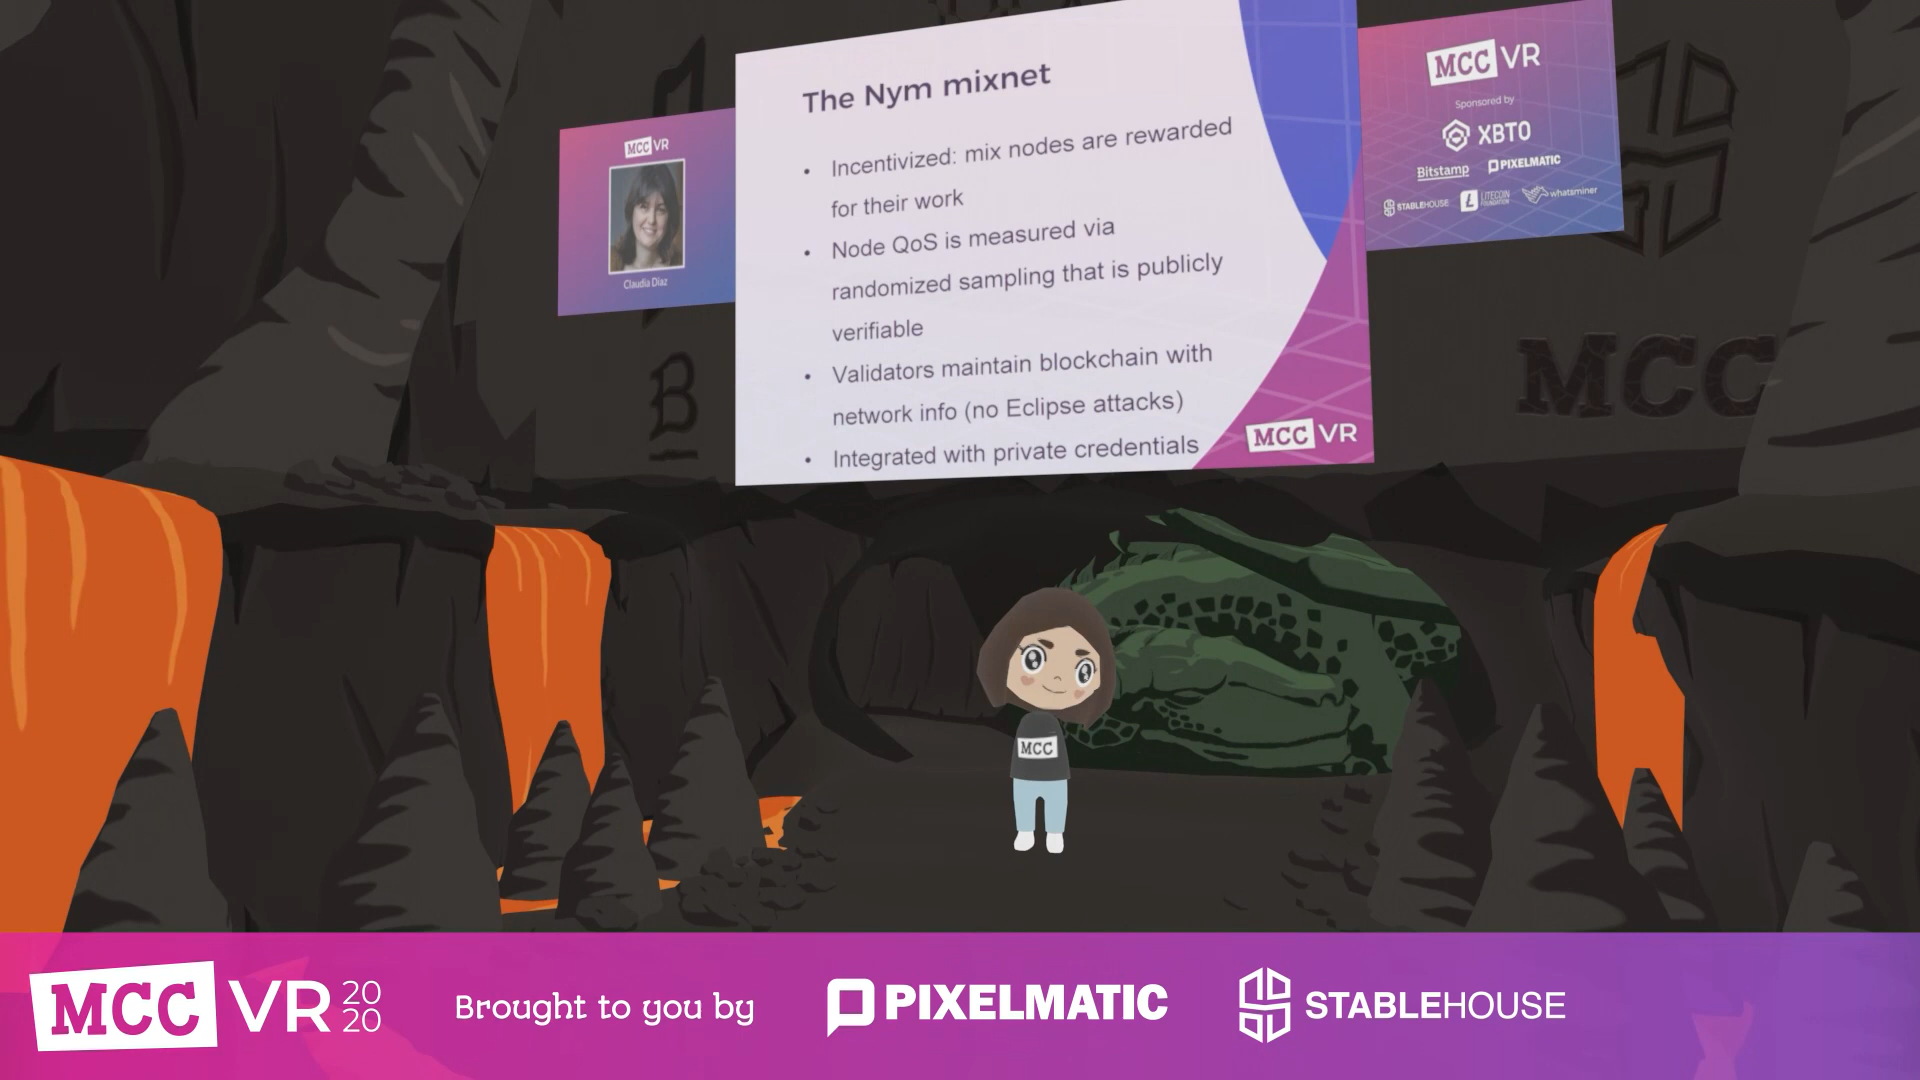 The Nym mixnet
• Incentivized: mix nodes are rewarded
for their work
• Node QoS is measured via
randomized sampling that is publicly
verifiable
• Validators maintain blockchain with
network info (no Eclipse attacks)
• Integrated with private credentials
MCC VR
MCC VR
Claudia Diaz
MCC VR
Sponsored by
XBTO
Bitstamp
PIXELMATIC
STABLEHOUSE
LITECOIN
FOUNDATION
whatsminer
B
MCC
MCC
MCC VR 20
20
Brought to you by
PIXELMATIC
STABLEHOUSE